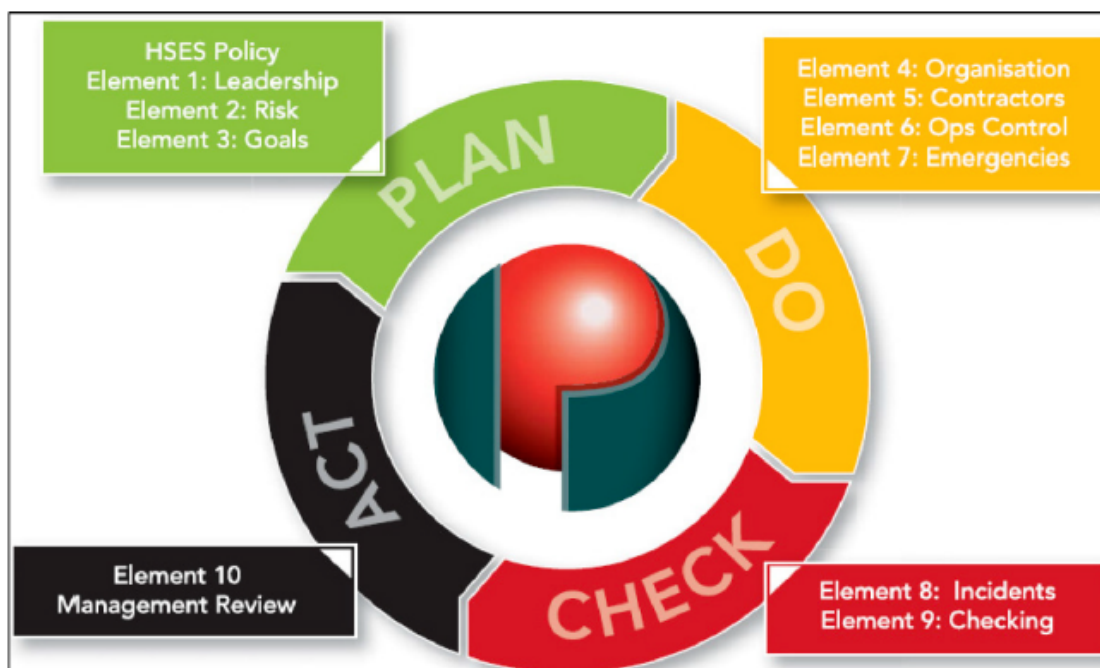 HSES Policy
Element 1: Leadership
Element 2: Risk
Element 3: Goals
Element 4: Organisation
Element 5: Contractors
Element 6: Ops Control
Element 7: Emergencies
PLAN
DO
ACT
CHECK
Element 10
Management Review
Element 8: Incidents
Element 9: Checking